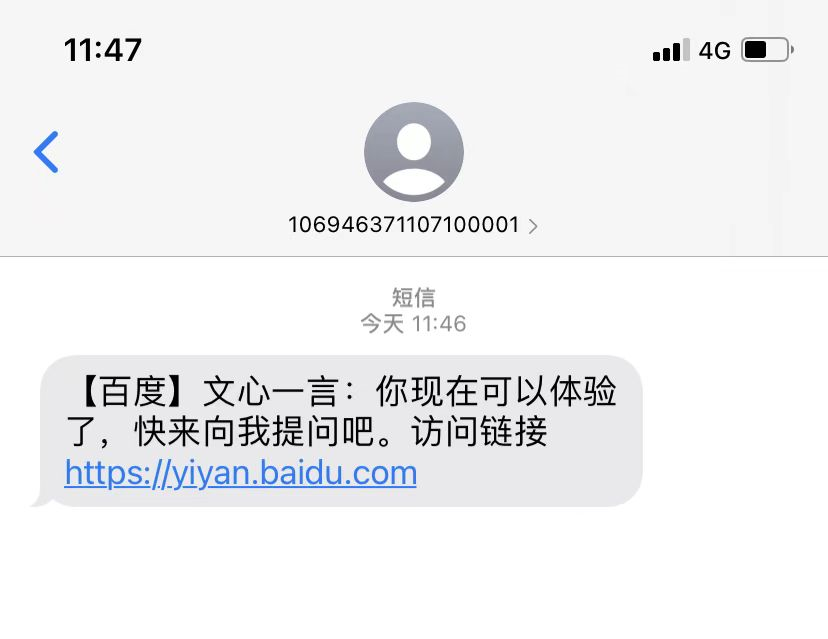 11:47
4G
106946371107100001
短信
今天 11:46
【百度】文心一言：你现在可以体验
了，快来向我提问吧。访问链接
https://yiyan.baidu.com